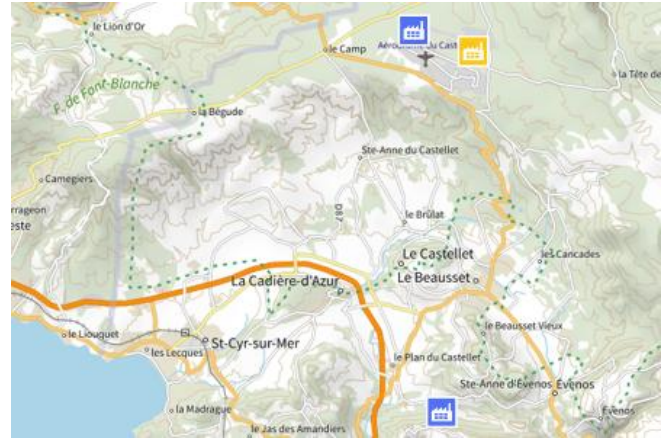 le Lion d'Or
le Camp
Aérodrome du Cast
la Tête de
F. de Font-Blanche
la Bégude
Ste-Anne du Castellet
Camegiers
rrageon
este
D87
le Brûlat
Le Castellet
les Cancades
La Cadière-d'Azur
Le Beausset
P
le Liouquet
St-Cyr-sur-Mer
les Lecques
le Beausset Vieux
le Plan du Castellet
Ste-Anne d'Evenos
Évenos
la Madrague
Evenos
le Jas des Amandiers